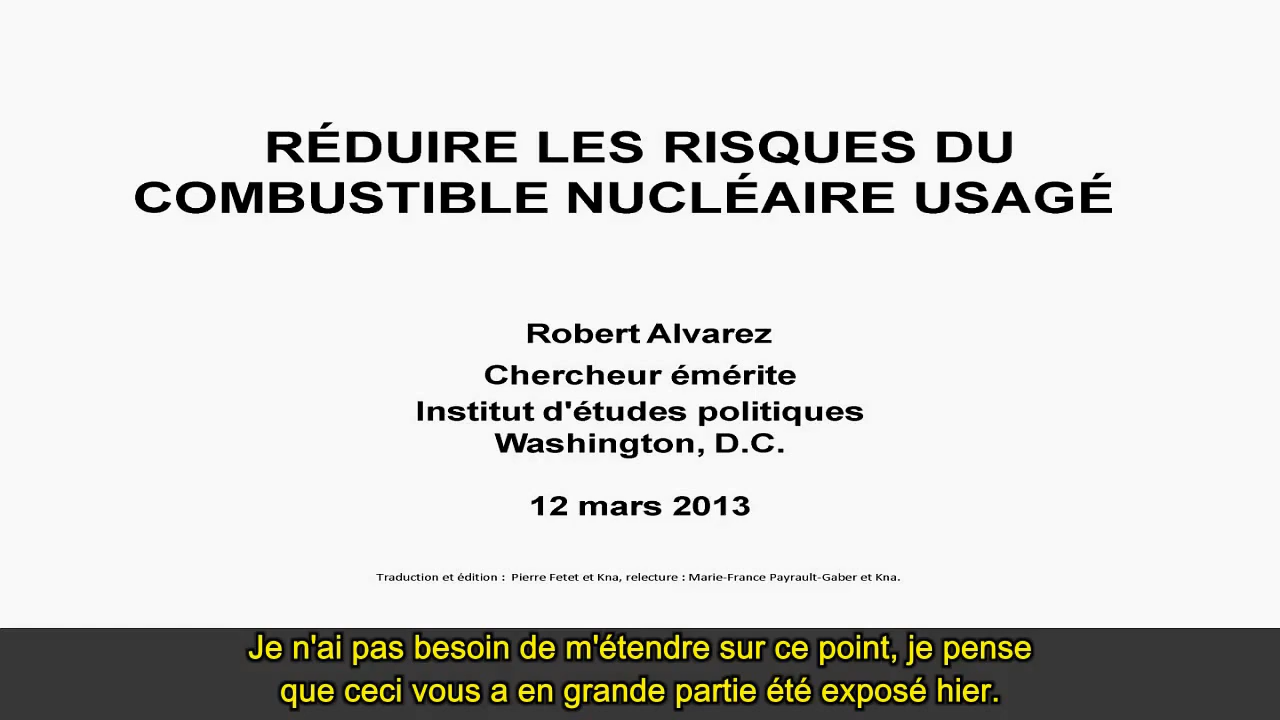 RÉDUIRE LES RISQUES DU
COMBUSTIBLE NUCLÉAIRE USAGÉ
Robert Alvarez
Chercheur émérite
Institut d'études politiques
Washington, D.C.
12 mars 2013
Traduction et édition : Pierre Fetet et Kna, relecture : Marie-France Payrault-Gaber et Kna.
Je n'ai pas besoin de m'étendre sur ce point, je pense
que ceci vous a en grande partie été exposé hier.